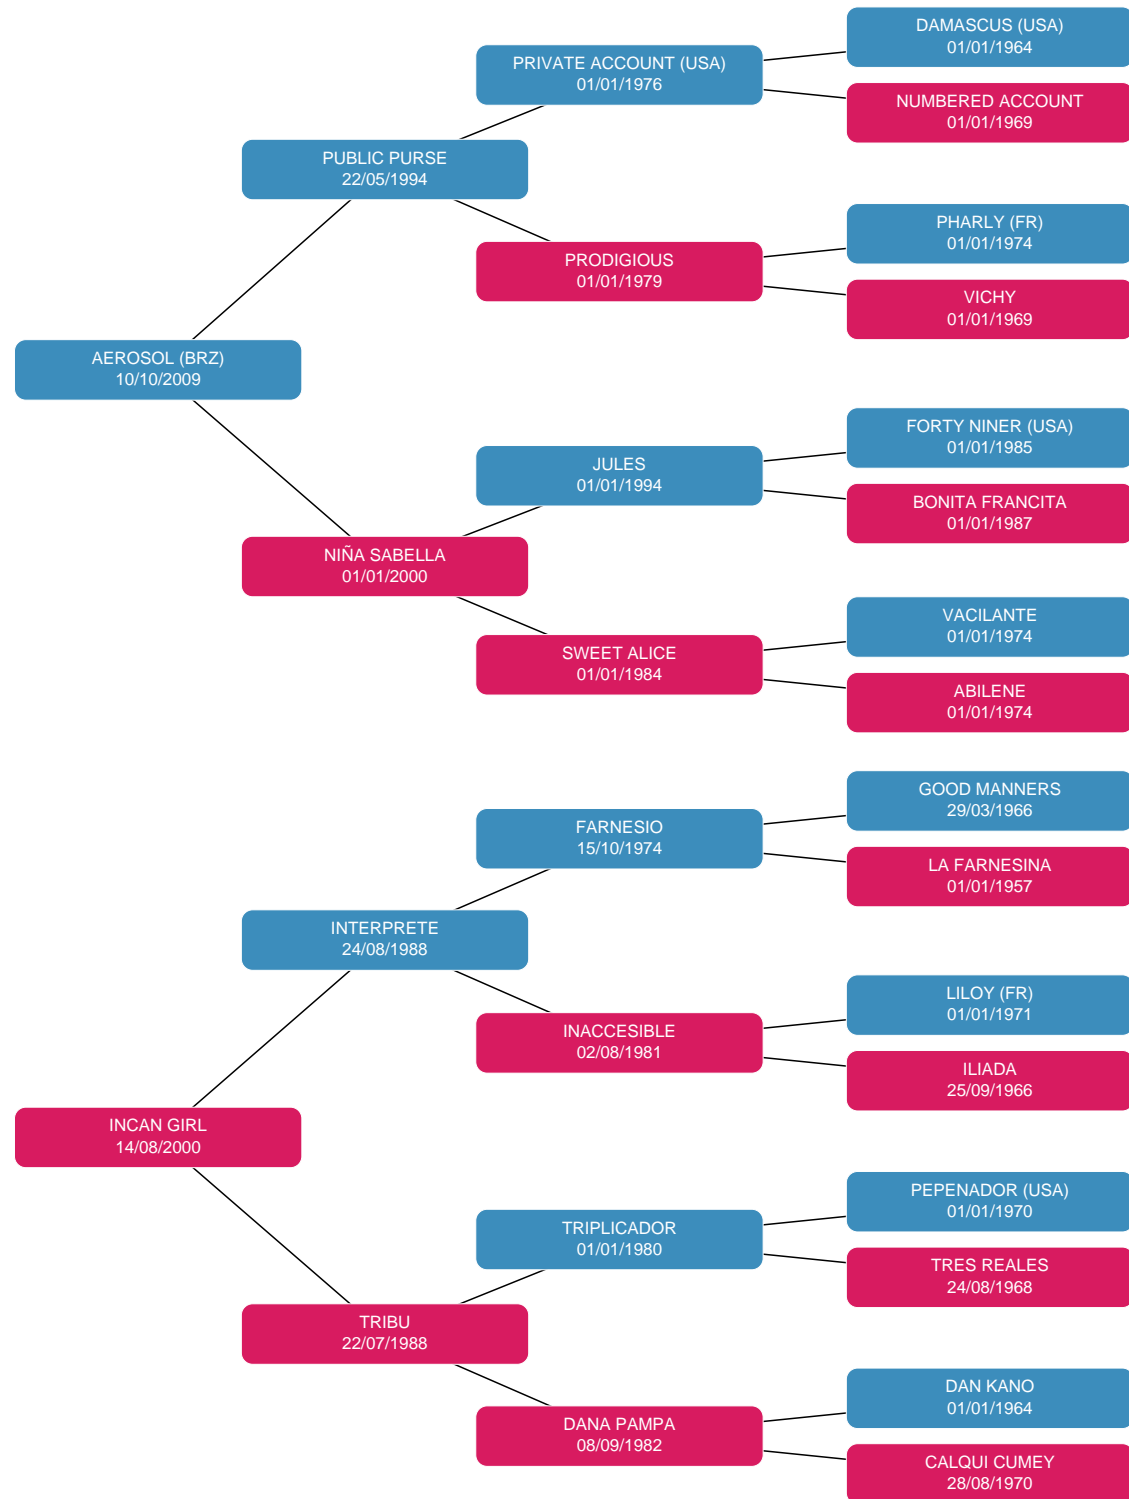 DAMASCUS (USA)
01/01/1964
PRIVATE ACCOUNT (USA)
01/01/1976
NUMBERED ACCOUNT
01/01/1969
PUBLIC PURSE
22/05/1994
PHARLY (FR)
01/01/1974
PRODIGIOUS
01/01/1979
VICHY
01/01/1969
AEROSOL (BRZ)
10/10/2009
FORTY NINER (USA)
01/01/1985
JULES
01/01/1994
BONITA FRANCITA
01/01/1987
NIÑA SABELLA
01/01/2000
VACILANTE
01/01/1974
SWEET ALICE
01/01/1984
ABILENE
01/01/1974
GOOD MANNERS
29/03/1966
FARNESIO
15/10/1974
LA FARNESINA
01/01/1957
INTERPRETE
24/08/1988
LILOY (FR)
01/01/1971
INACCESIBLE
02/08/1981
ILIADA
25/09/1966
INCAN GIRL
14/08/2000
PEPENADOR (USA)
01/01/1970
TRIPLICADOR
01/01/1980
TRES REALES
24/08/1968
TRIBU
22/07/1988
DAN KANO
01/01/1964
DANA PAMPA
08/09/1982
CALQUI CUMEY
28/08/1970